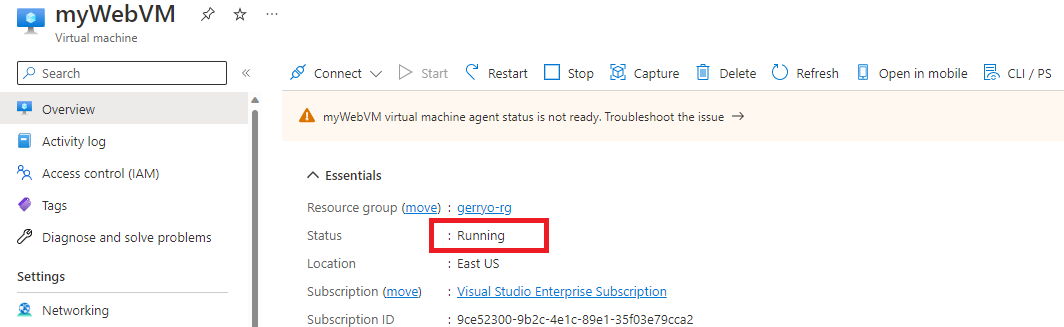 myWebVM
Virtual machine
Search
Connect Start Restart Stop Capture Delete Refresh Open in mobile CLI / PS
Overview
myWebVM virtual machine agent status is not ready. Troubleshoot the issue →
Activity log
Access control (IAM)
Essentials
Tags
Resource group (move) : gerryo-rg
Diagnose and solve problems
Status : Running
Location : East US
Settings
Subscription (move) : Visual Studio Enterprise Subscription
Networking
Subscription ID : 9ce52300-9b2c-4e1c-89e1-35f03e79cca2